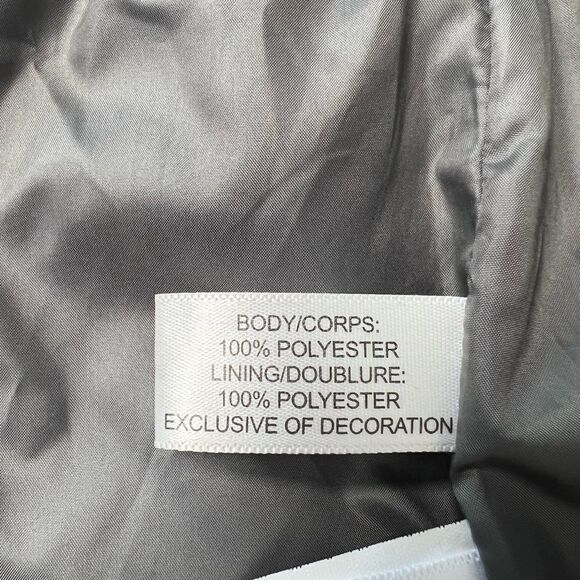 BODY/CORPS:
100% POLYESTER
LINING/DOUBLURE:
100% POLYESTER
EXCLUSIVE OF DECORATION